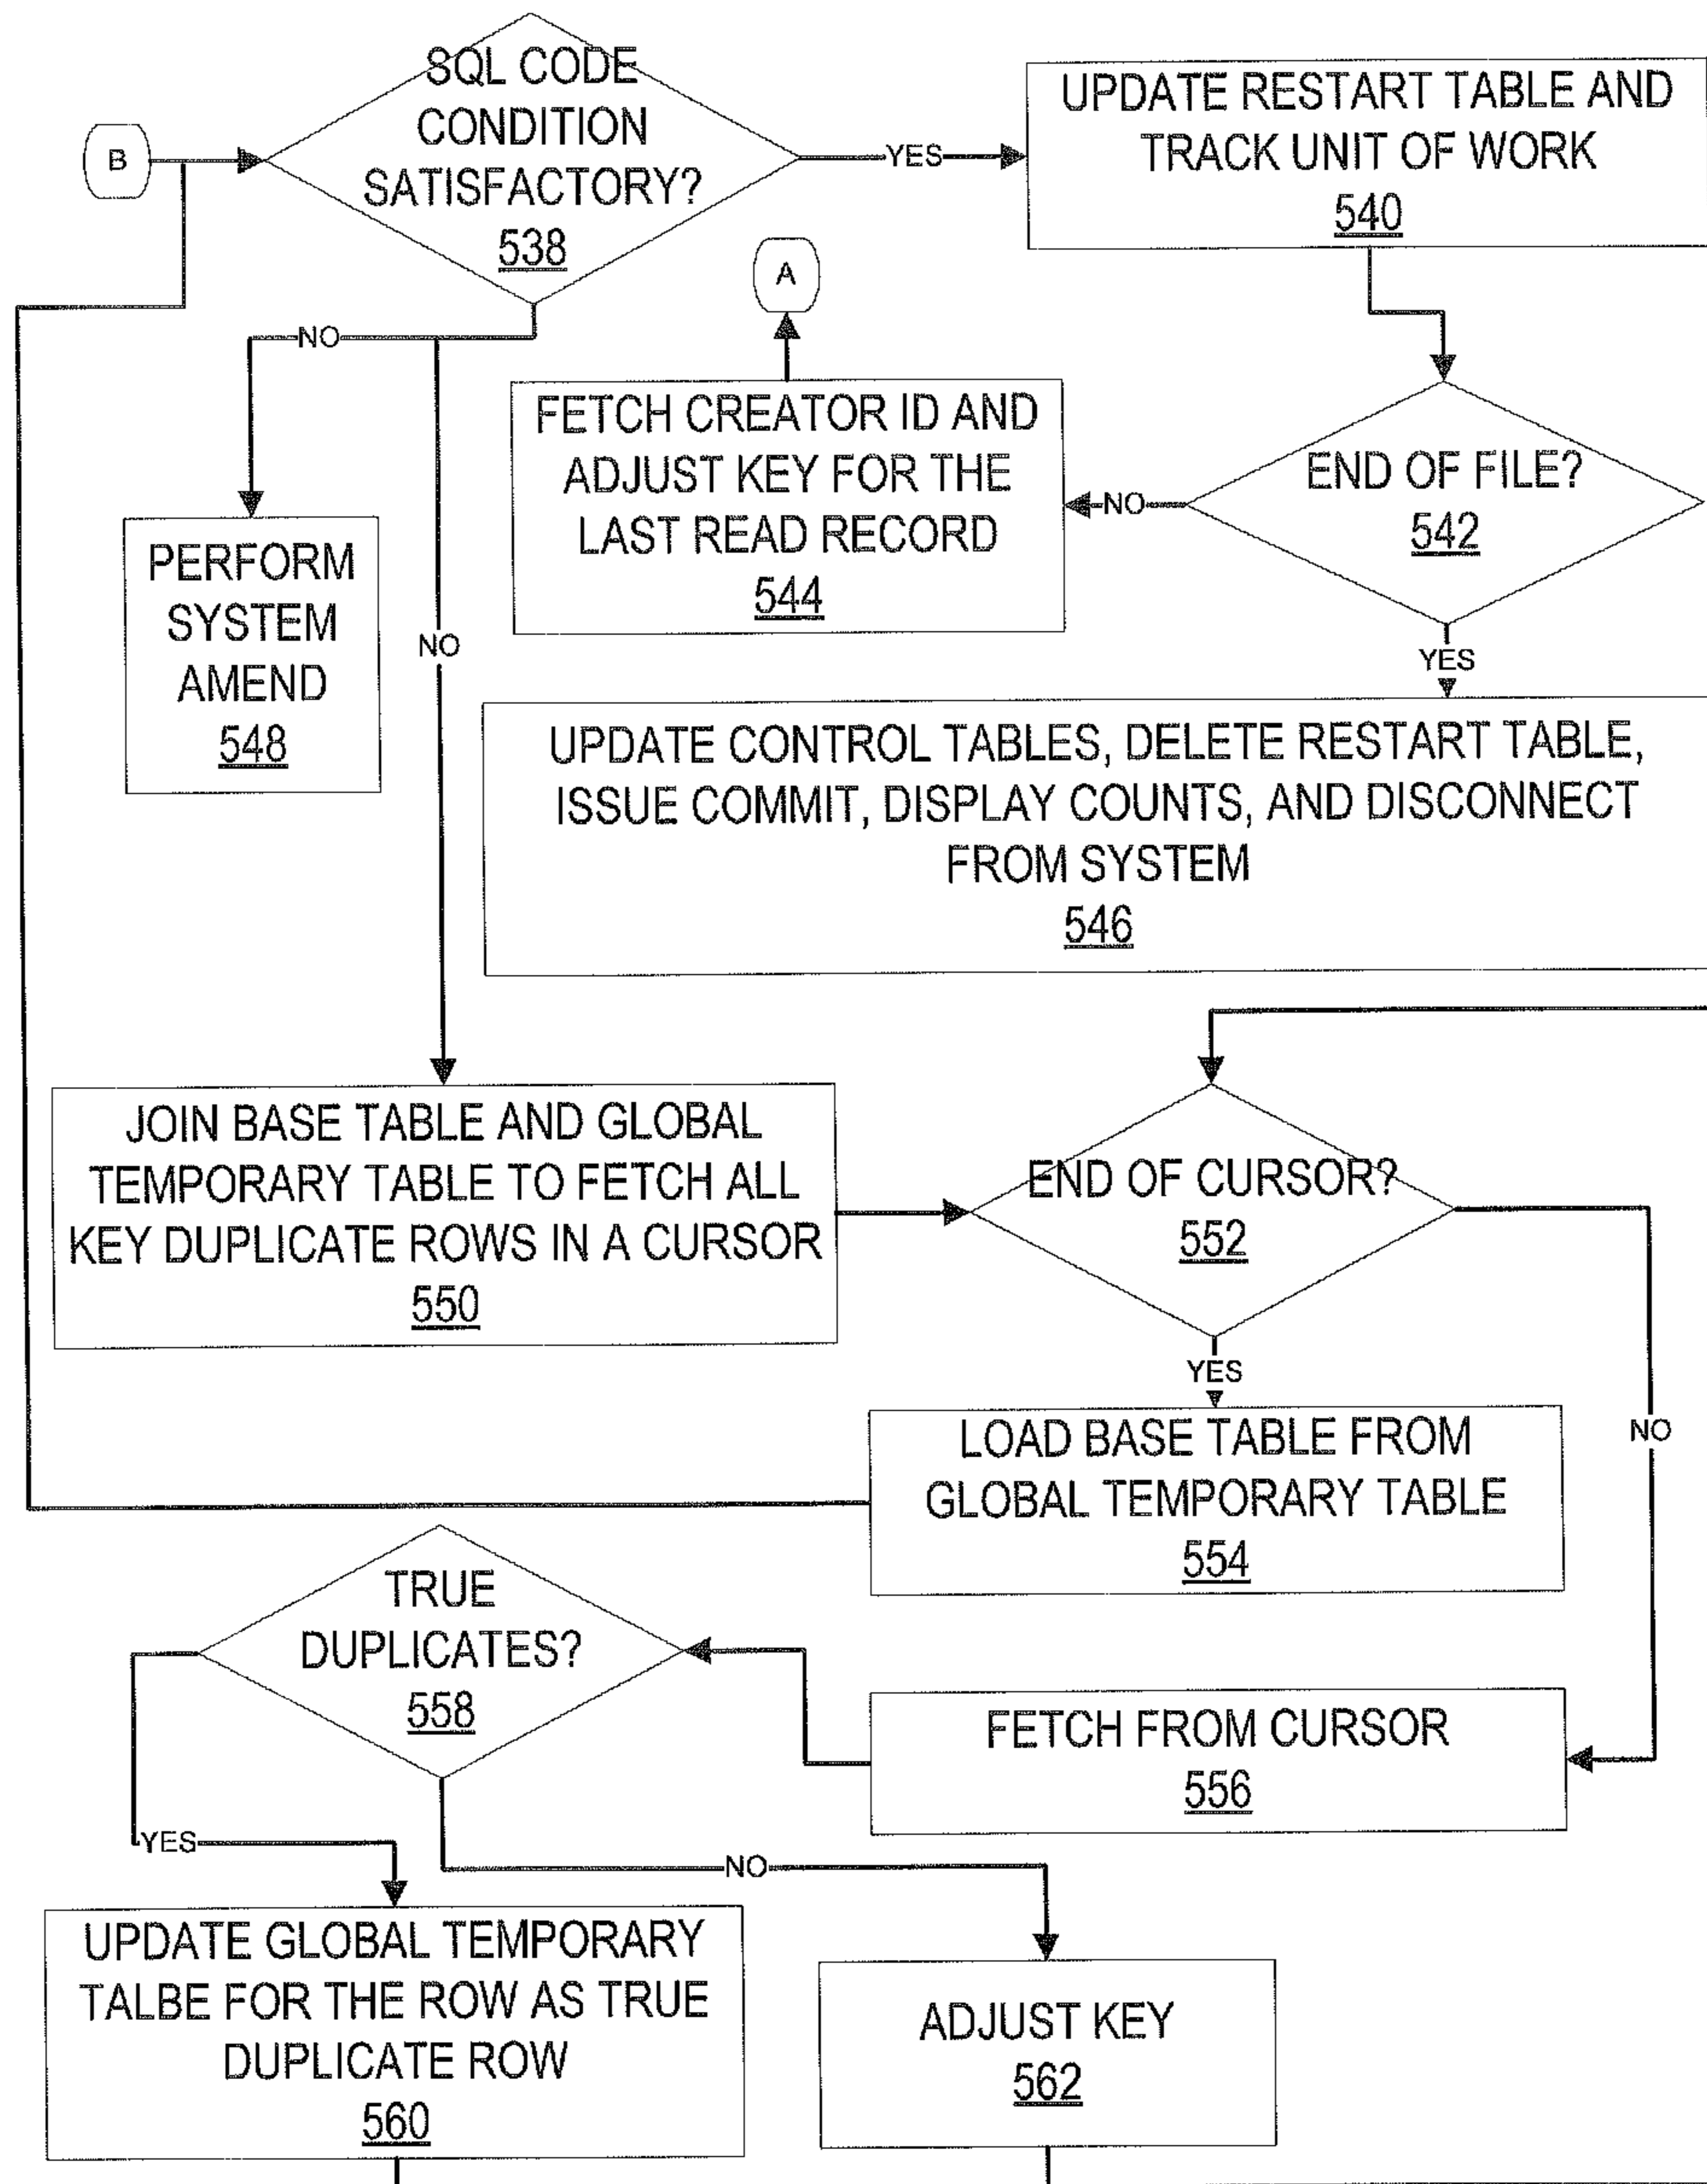 SQL CODE
CONDITION
SATISFACTORY?
538
B
YES
UPDATE RESTART TABLE AND
TRACK UNIT OF WORK
540
A
NO
FETCH CREATOR ID AND
ADJUST KEY FOR THE
LAST READ RECORD
544
NO
END OF FILE?
542
PERFORM
SYSTEM
AMEND
548
NO
YES
UPDATE CONTROL TABLES, DELETE RESTART TABLE,
ISSUE COMMIT, DISPLAY COUNTS, AND DISCONNECT
FROM SYSTEM
546
JOIN BASE TABLE AND GLOBAL
TEMPORARY TABLE TO FETCH ALL
KEY DUPLICATE ROWS IN A CURSOR
550
END OF CURSOR?
552
YES
NO
LOAD BASE TABLE FROM
GLOBAL TEMPORARY TABLE
554
TRUE
DUPLICATES?
558
FETCH FROM CURSOR
556
YES
NO
UPDATE GLOBAL TEMPORARY
TALBE FOR THE ROW AS TRUE
DUPLICATE ROW
560
ADJUST KEY
562